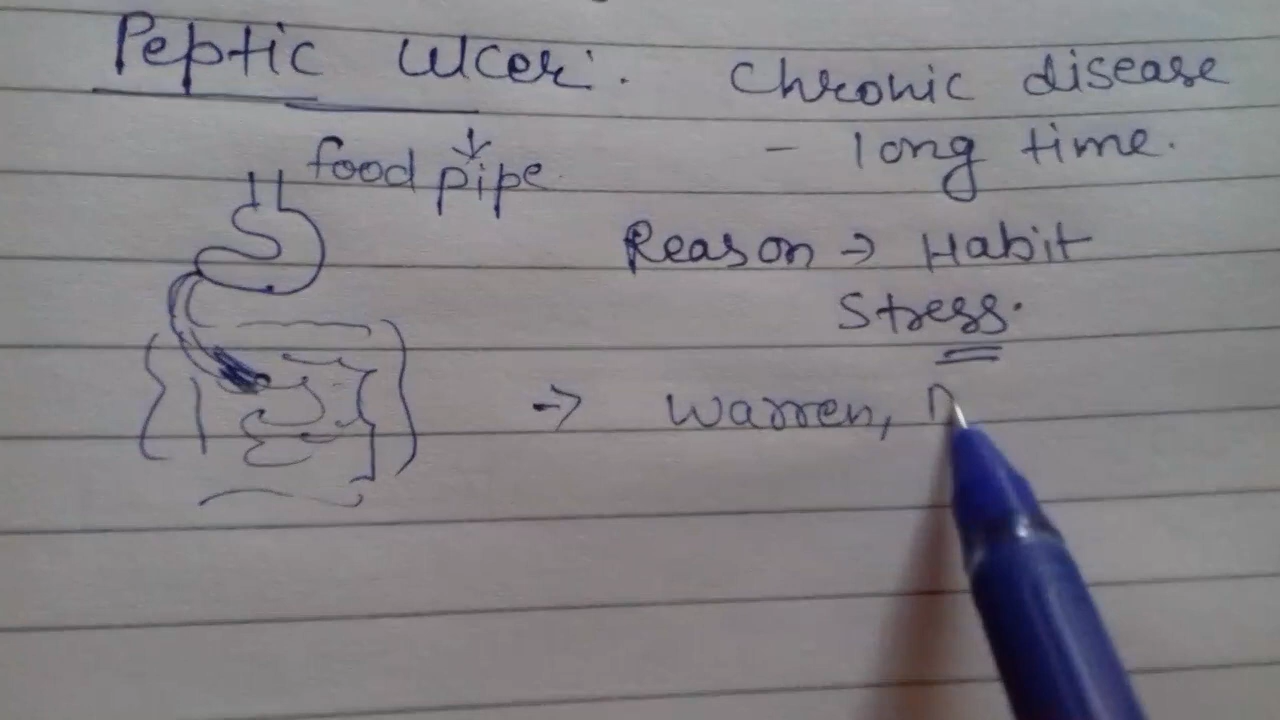 Peptic Ulcer.
Chronic disease
- long time.
food pipe
Reason → Habit
Stress.
→ Warren,